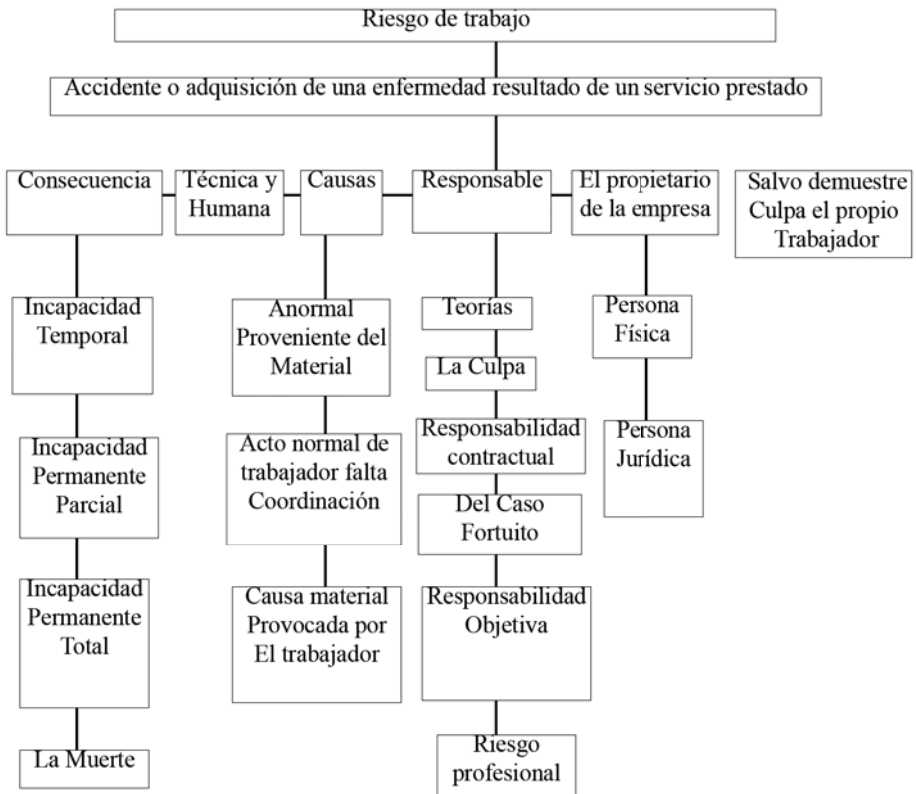 Riesgo de trabajo
Accidente o adquisición de una enfermedad resultado de un servicio prestado
Consecuencia
Técnica y
Humana
Causas
Responsable
El propietario
de la empresa
Salvo demuestre
Culpa el propio
Trabajador
Incapacidad
Temporal
Incapacidad
Permanente
Parcial
Incapacidad
Permanente
Total
La Muerte
Anormal
Proveniente del
Material
Acto normal de
trabajador falta
Coordinación
Causa material
Provocada por
El trabajador
Teorías
La Culpa
Responsabilidad
contractual
Del Caso
Fortuito
Responsabilidad
Objetiva
Riesgo
profesional
Persona
Física
Persona
Jurídica